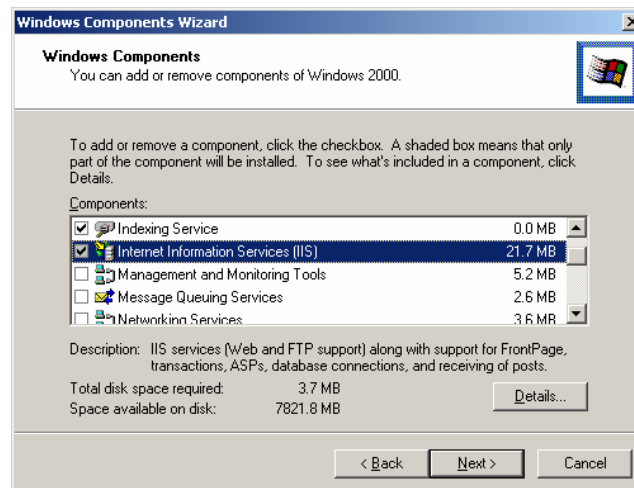 Windows Components Wizard
Windows Components
You can add or remove components of Windows 2000.
To add or remove a component, click the checkbox. A shaded box means that only
part of the component will be installed. To see what's included in a component, click
Details.
Components:
Indexing Service 0.0 MB
Internet Information Services (IIS) 21.7 MB
Management and Monitoring Tools 5.2 MB
Message Queuing Services 2.6 MB
Networking Services 3.6 MB
Description: IIS services (Web and FTP support) along with support for FrontPage,
transactions, ASPs, database connections, and receiving of posts.
Total disk space required: 3.7 MB
Space available on disk: 7821.8 MB
Details...
< Back Next > Cancel